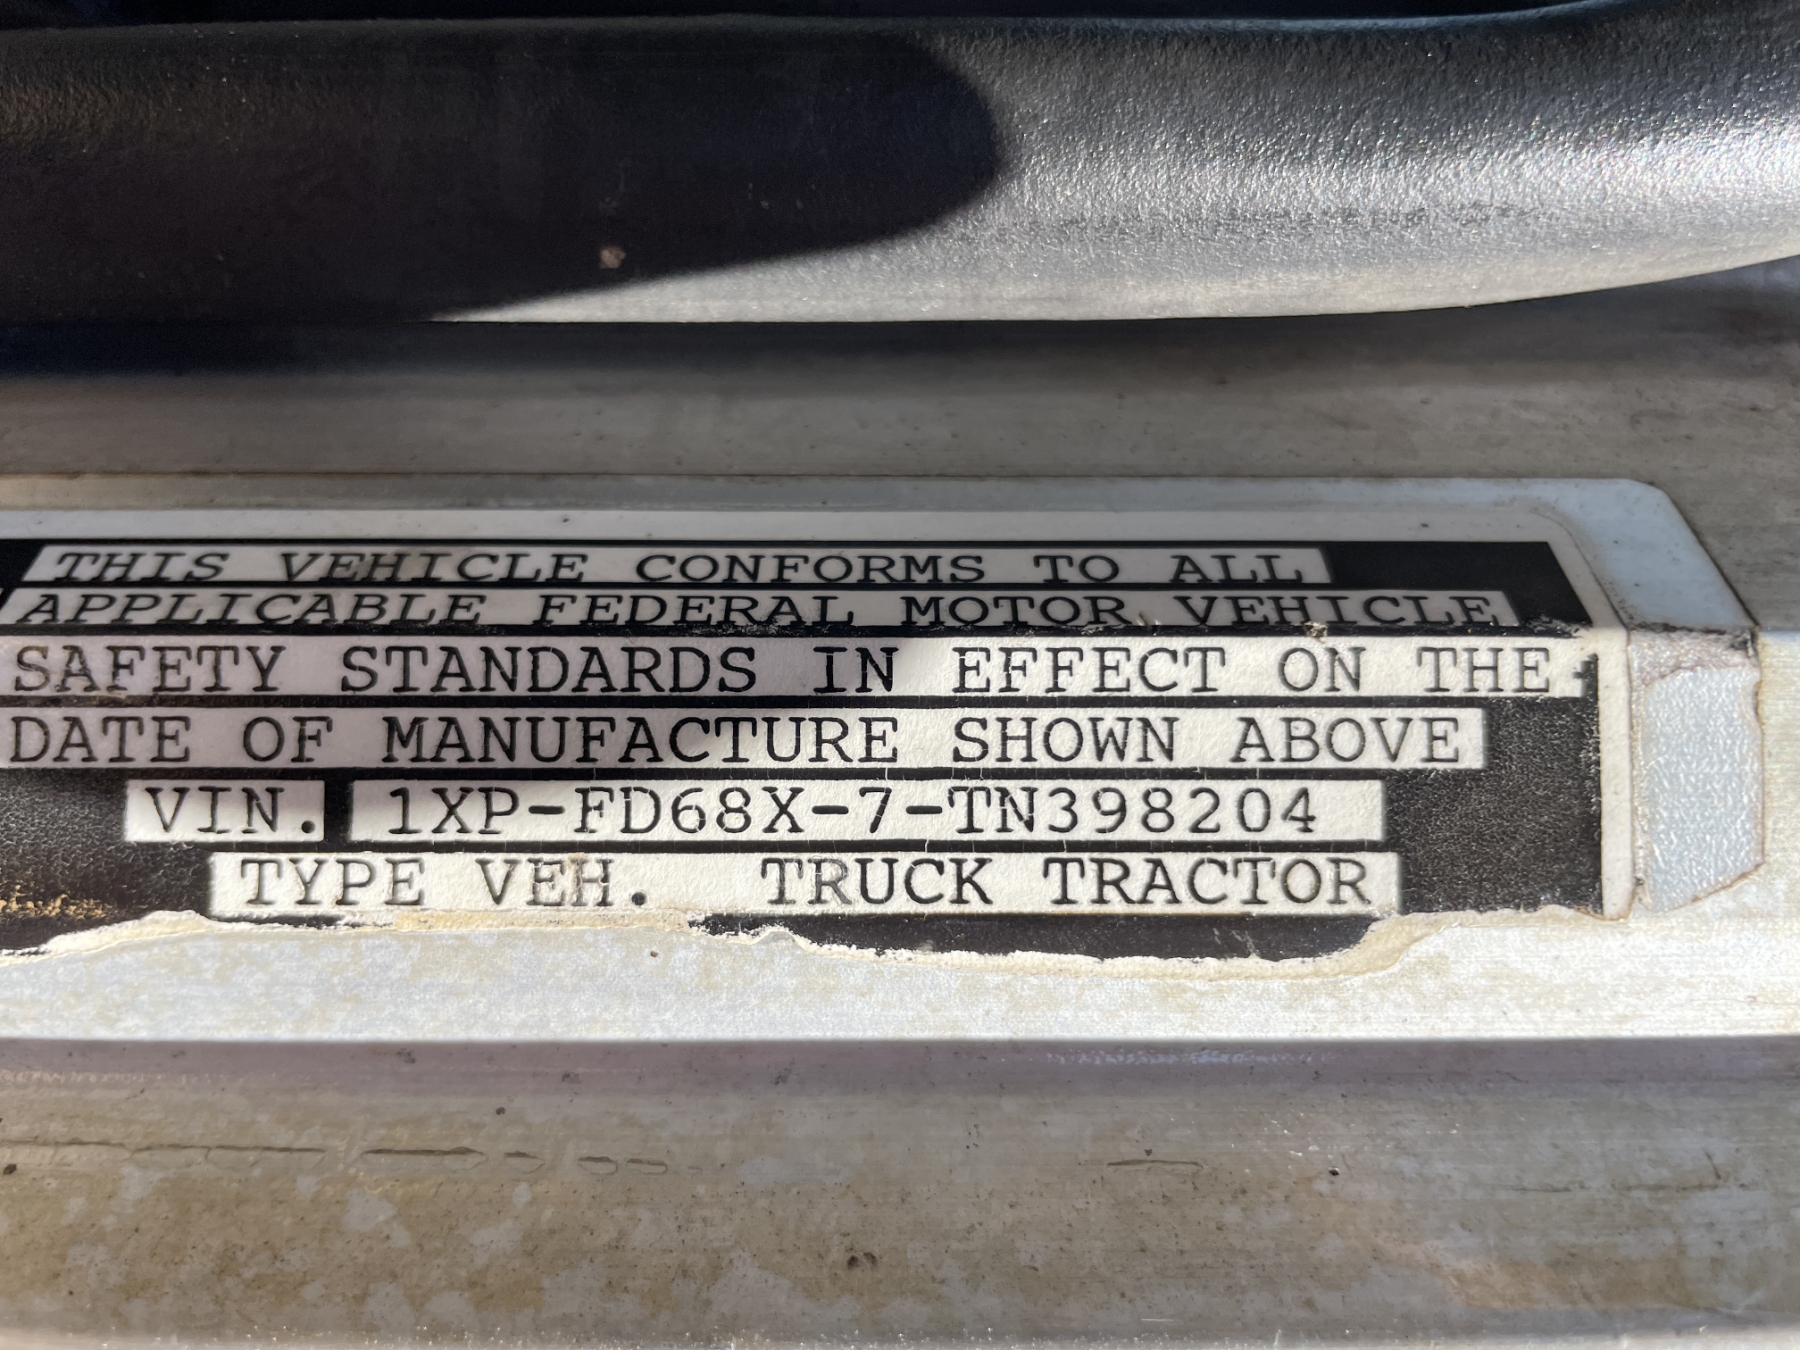 THIS VEHICLE CONFORMS TO ALL
APPLICABLE FEDERAL MOTOR VEHICLE
SAFETY STANDARDS IN EFFECT ON THE
DATE OF MANUFACTURE SHOWN ABOVE
VIN. 1XP-FD68X-7-TN398204
TYPE VEH. TRUCK TRACTOR